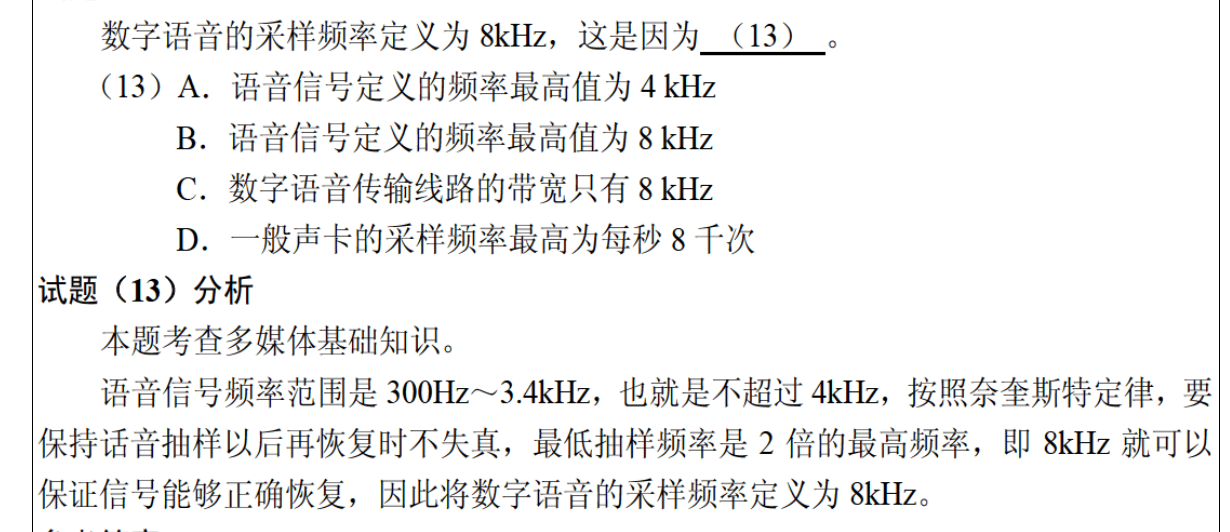 数字语音的采样频率定义为 8kHz，这是因为 （13） 。
（13）A．语音信号定义的频率最高值为 4 kHz
B．语音信号定义的频率最高值为 8 kHz
C．数字语音传输线路的带宽只有 8 kHz
D．一般声卡的采样频率最高为每秒 8 千次
试题（13）分析
本题考查多媒体基础知识。
语音信号频率范围是 300Hz～3.4kHz，也就是不超过 4kHz，按照奈奎斯特定律，要
保持话音抽样以后再恢复时不失真，最低抽样频率是 2 倍的最高频率，即 8kHz 就可以
保证信号能够正确恢复，因此将数字语音的采样频率定义为 8kHz。